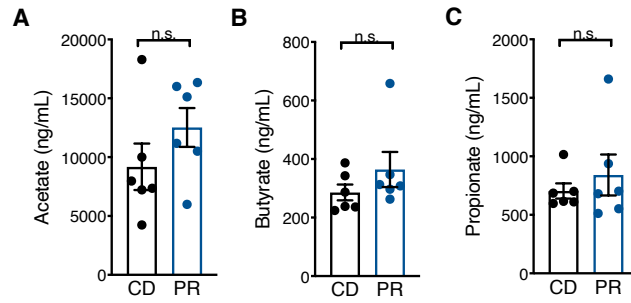 A
n.s.
Acetate (ng/mL)
20000
15000
10000
5000
0
CD PR
B
n.s.
Butyrate (ng/mL)
800
600
400
200
0
CD PR
C
n.s.
Propionate (ng/mL)
2000
1500
1000
500
0
CD PR